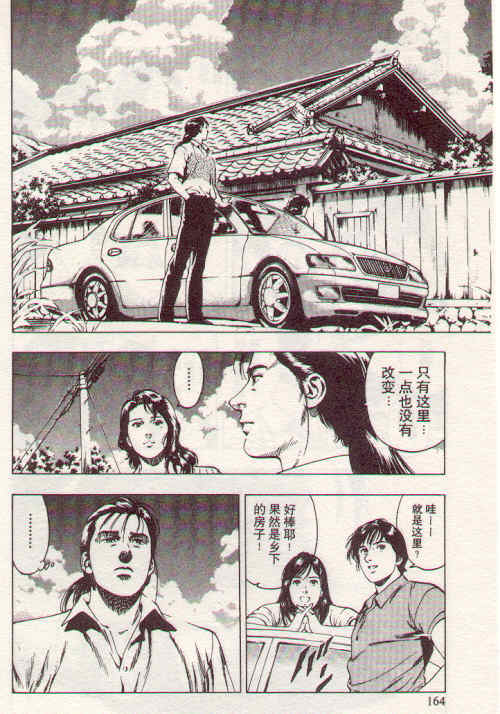 只有这里…
一点也没有
改变…
………
………
哇——
就是这里？
好棒耶！
果然是乡下
的房子！
164